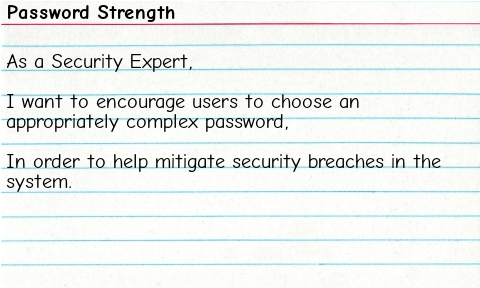 Password Strength
As a Security Expert,
I want to encourage users to choose an
appropriately complex password,
In order to help mitigate security breaches in the
system.